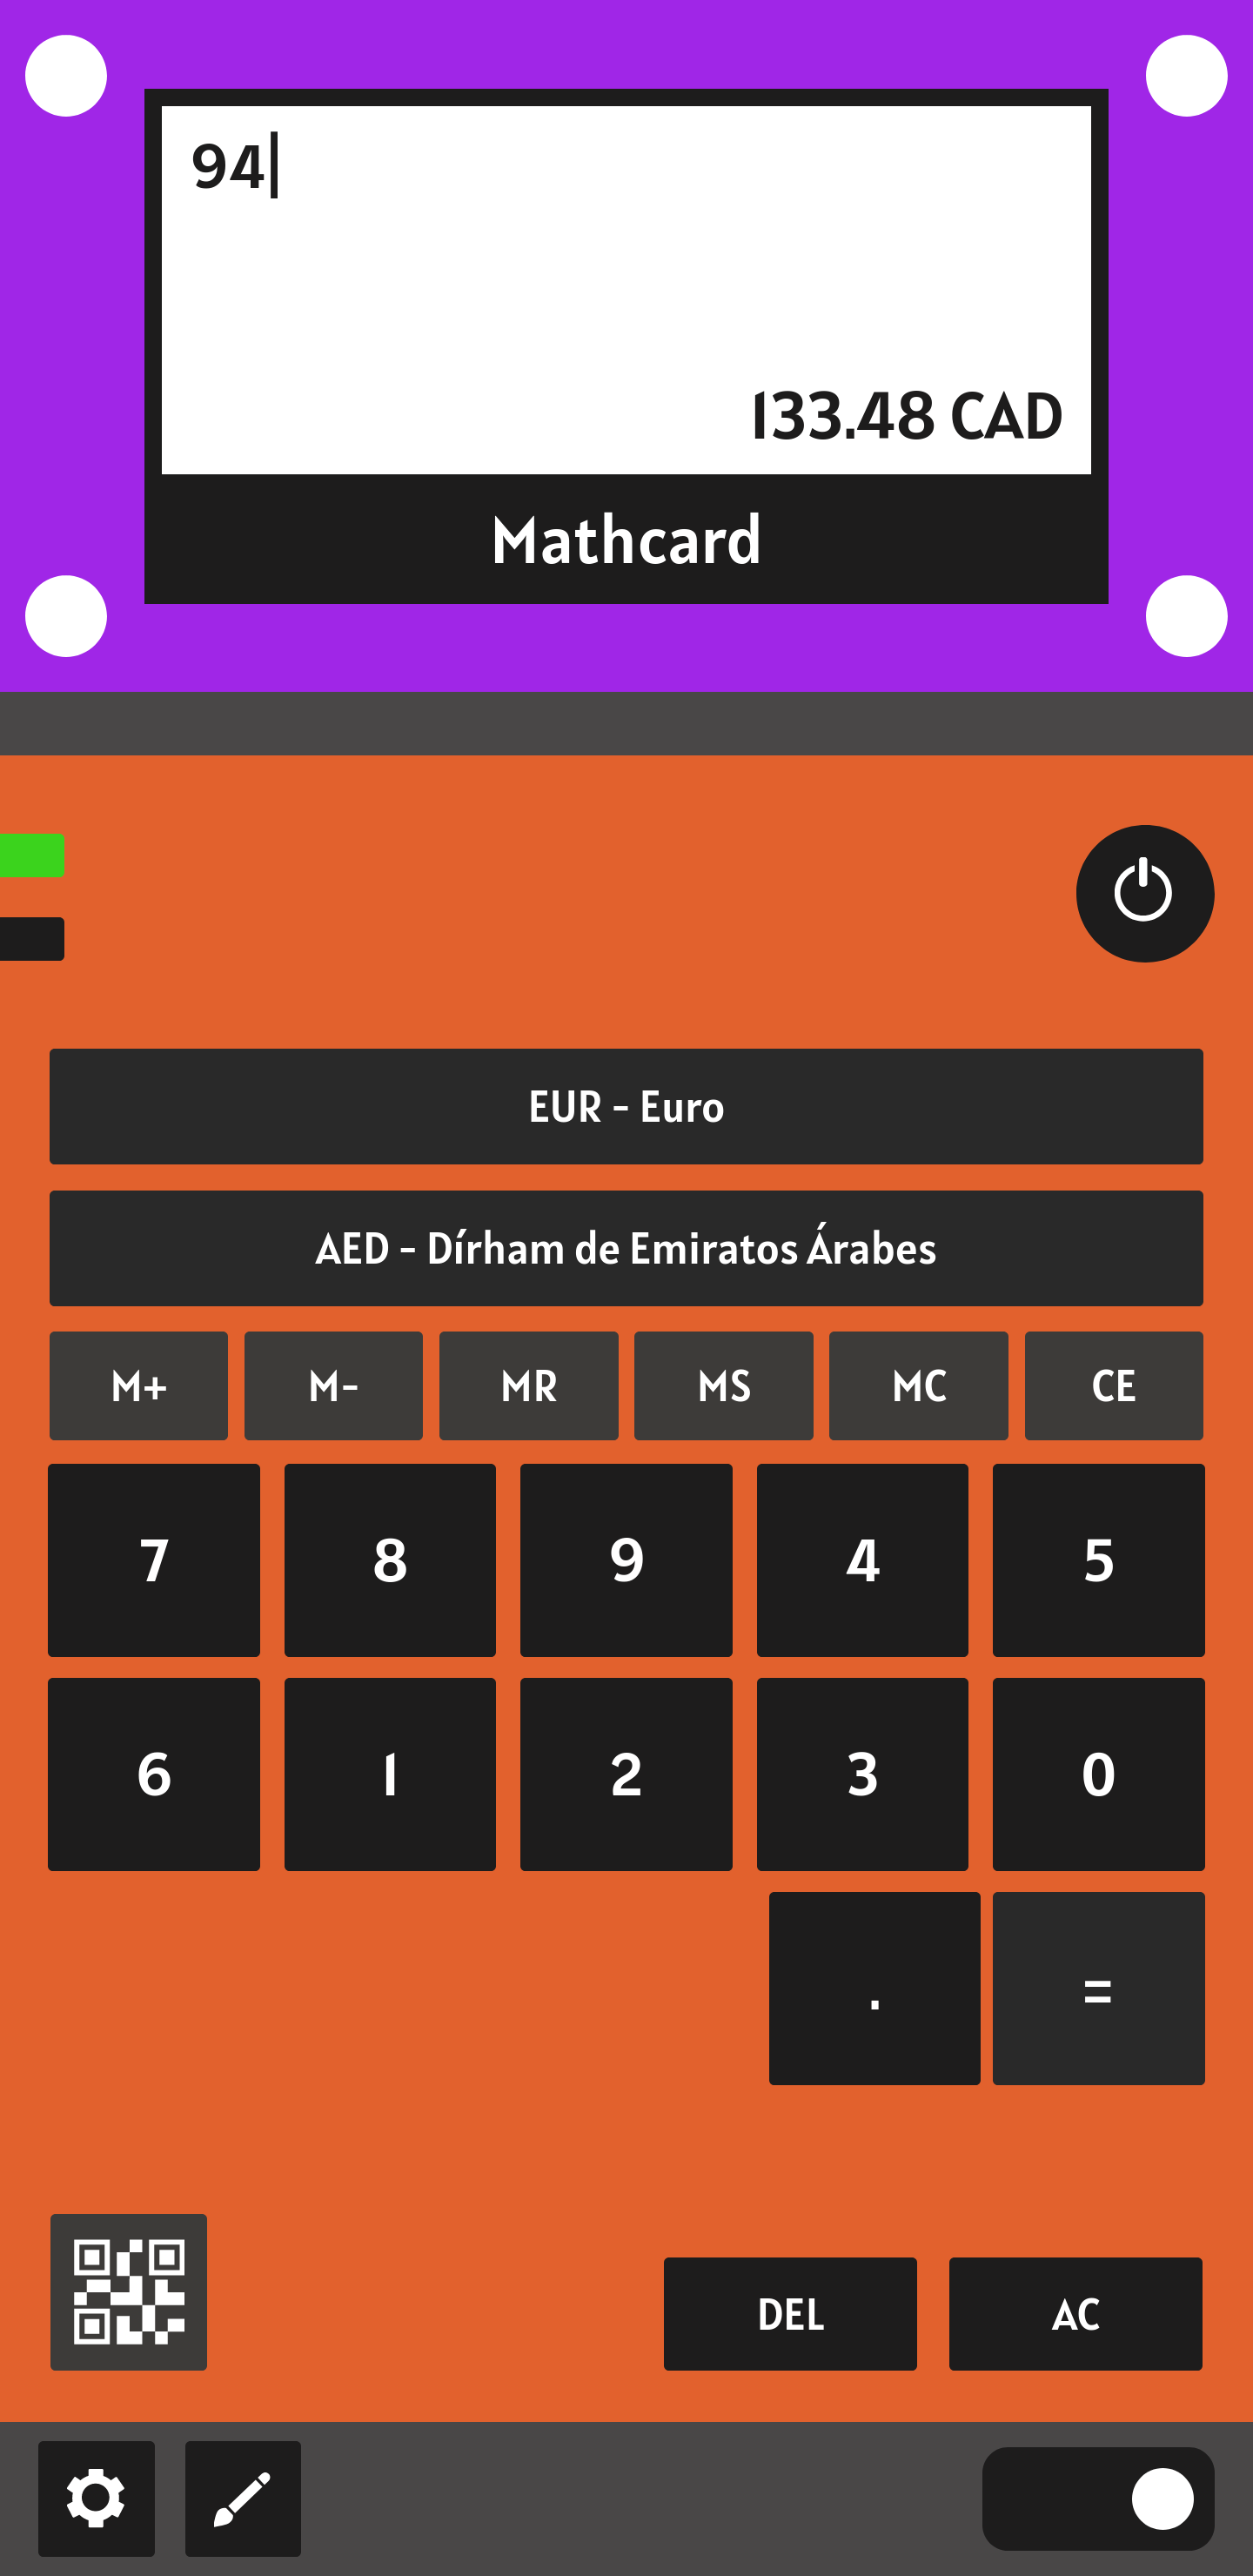 94
133.48 CAD
Mathcard
EUR - Euro
AED - Dírham de Emiratos Árabes
M+ M- MR MS MC CE
7 8 9 4 5
6 1 2 3 0
. =
DEL AC